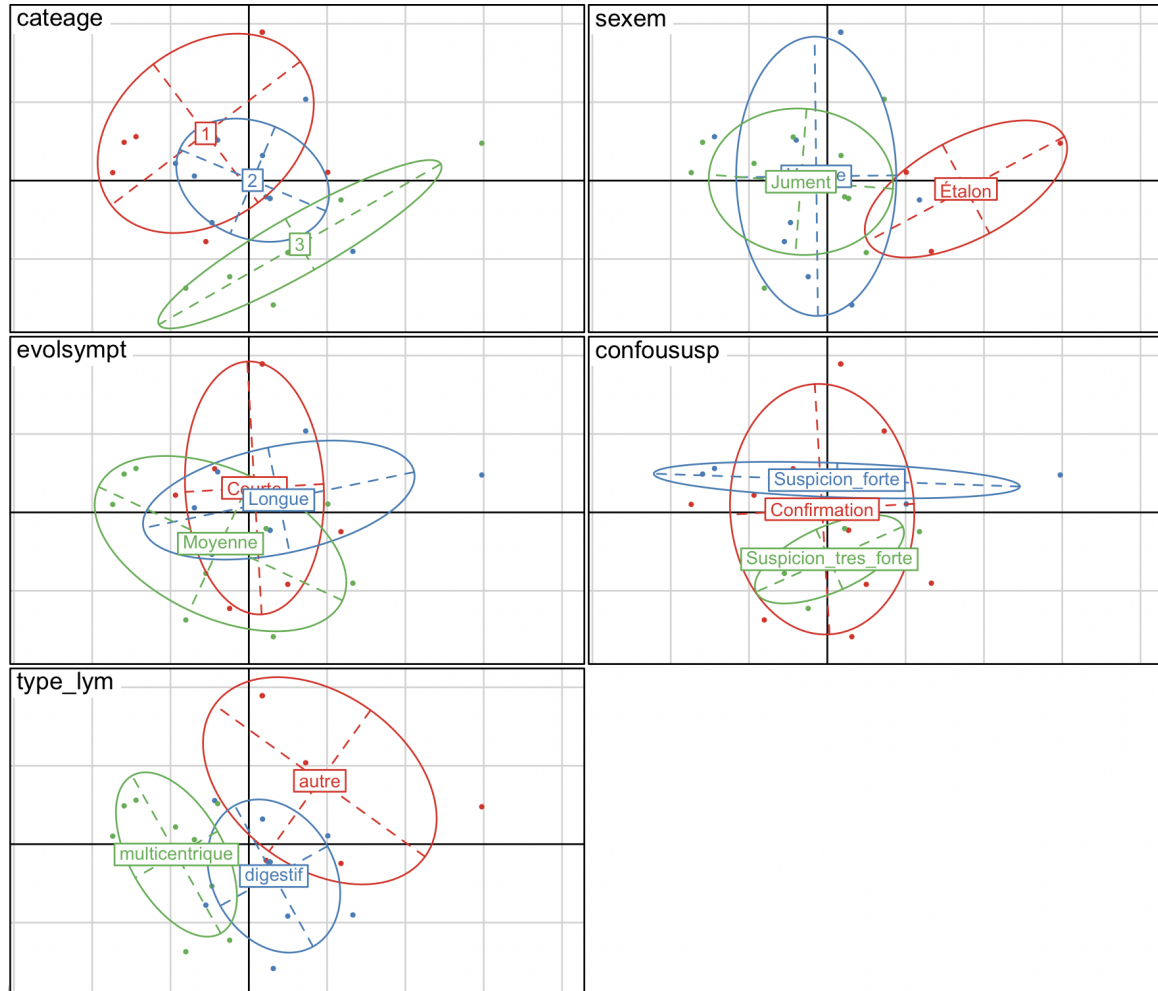 cateage
1
2
3
sexem
Jument
Étalon
evolsympt
Longue
Moyenne
confoususp
Suspicion_forte
Confirmation
Suspicion_tres_forte
type_lym
autre
multicentrique
digestif